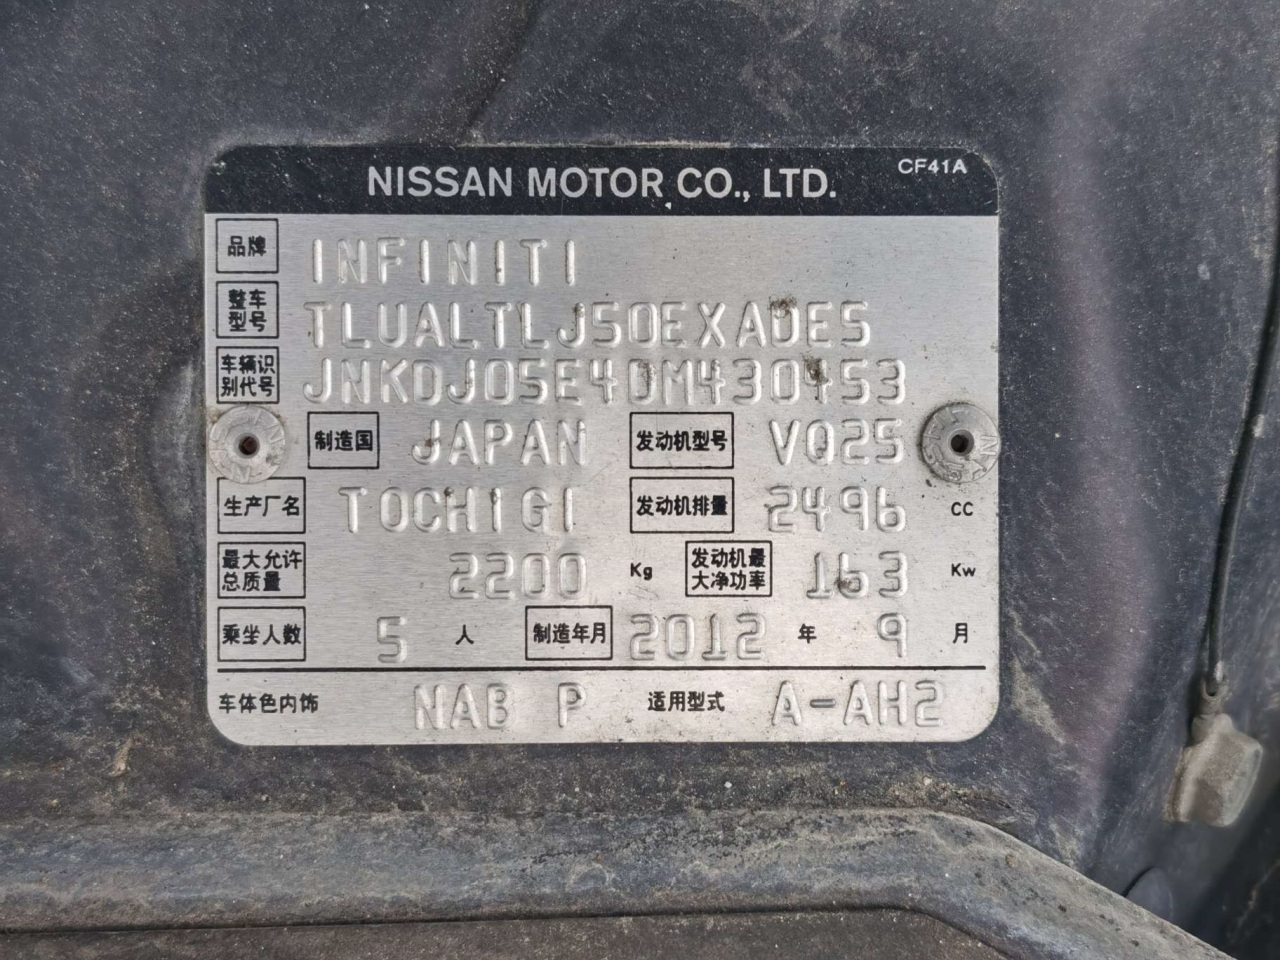 NISSAN MOTOR CO., LTD. CF41A
品牌 INFINITI
整车型号 TLUALTLJ50EXADE5
车辆识别代号 JNKDJ05E4DM430453
制造国 JAPAN 发动机型号 VQ25
生产厂名 TOCHIGI 发动机排量 2496 CC
最大允许总质量 2200 Kg 发动机最大净功率 163 Kw
乘坐人数 5 人 制造年月 2012 年 9 月
车体色内饰 NAB P 适用型式 A-AH2